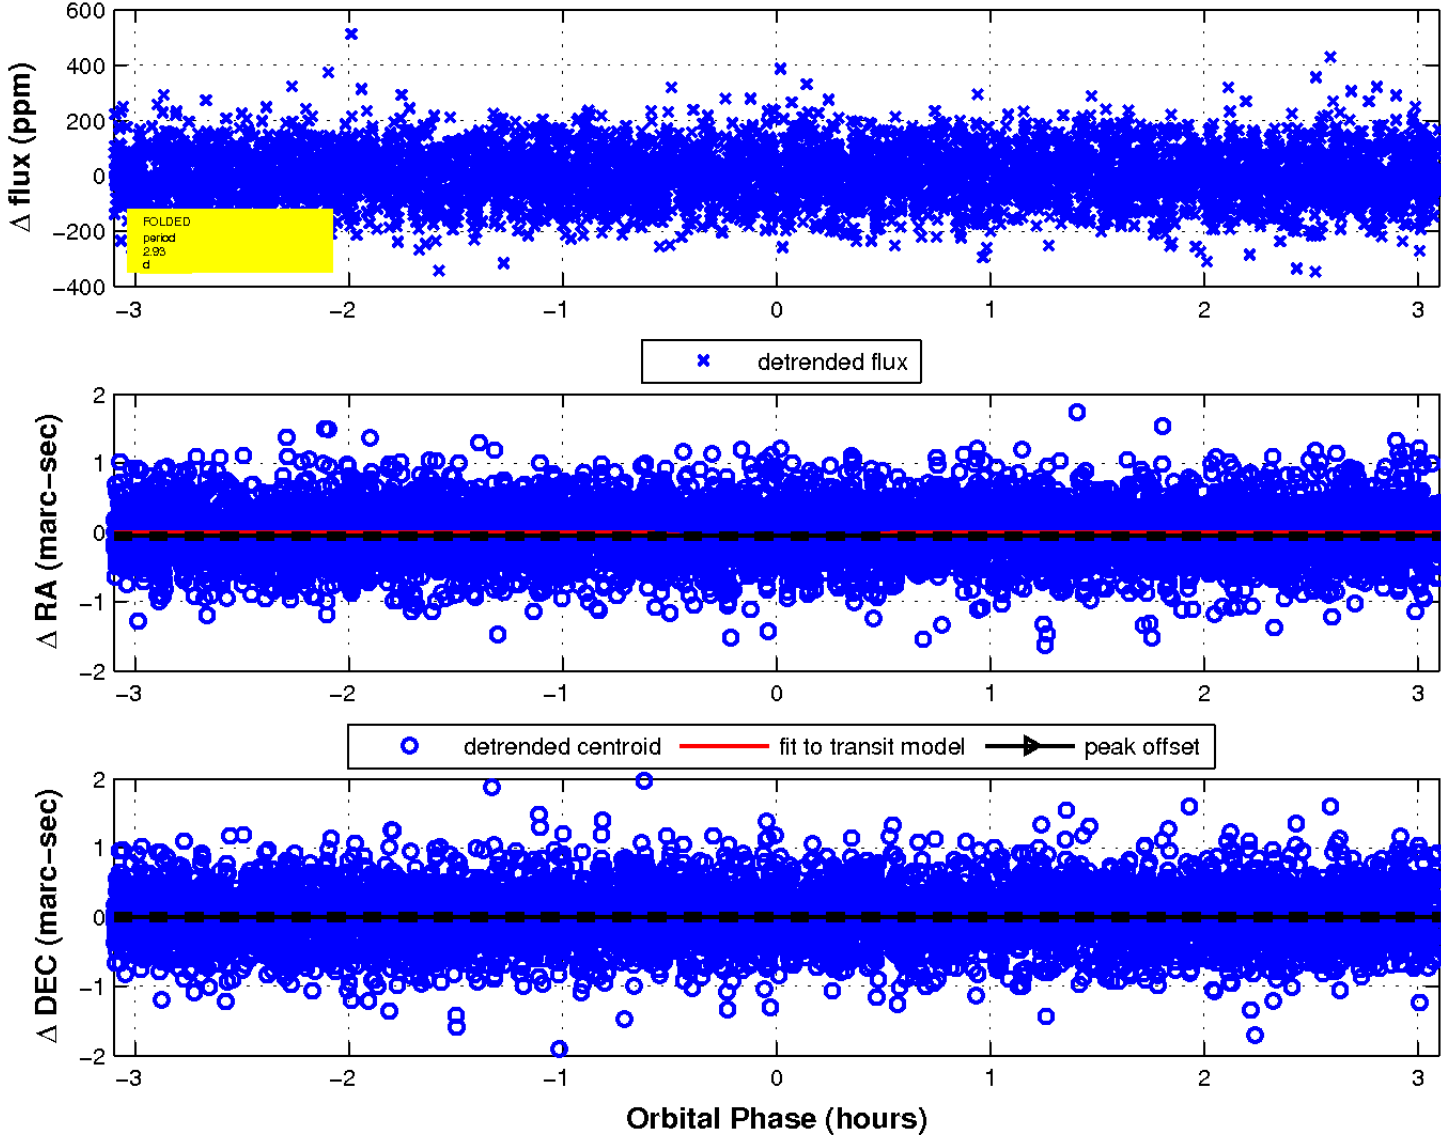 600
400
200
0
−200
−400
Δ flux (ppm)
FOLDED
period
2.93
d
−3 −2 −1 0 1 2 3
detrended flux
2
1
0
−1
−2
Δ RA (marc−sec)
−3 −2 −1 0 1 2 3
detrended centroid fit to transit model peak offset
2
1
0
−1
−2
Δ DEC (marc−sec)
−3 −2 −1 0 1 2 3
Orbital Phase (hours)